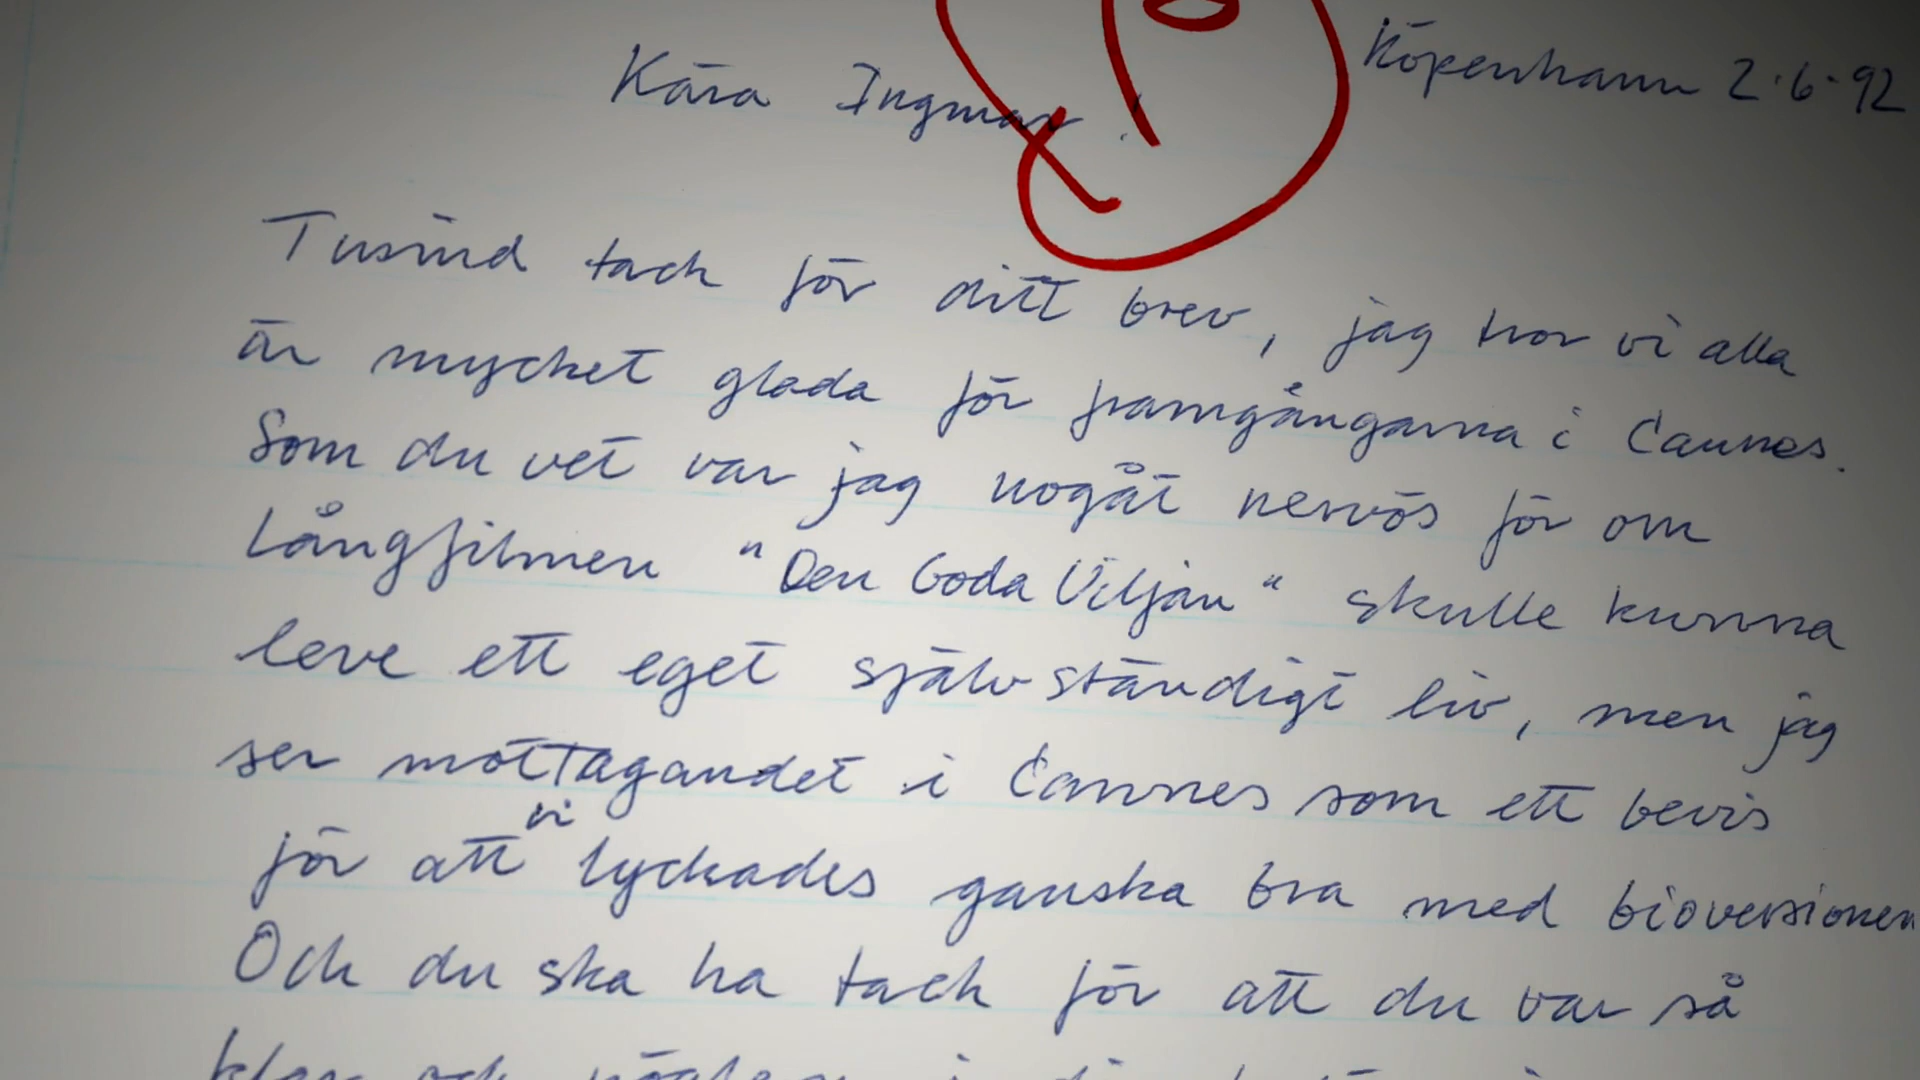 Köpenhamn 2.6.92
Kära Ingmar!
Tusind tack för ditt brev, jag tror vi alla
är mycket glada för framgångarna i Cannes.
Som du vet var jag nogåt nervös för om
långfilmen "Den Goda Viljan" skulle kunna
leve ett eget självständigt liv, men jag
ser mottagandet i Cannes som ett bevis
för att vi lyckades ganska bra med bioversionen
Och du ska ha tack för att du var så
och